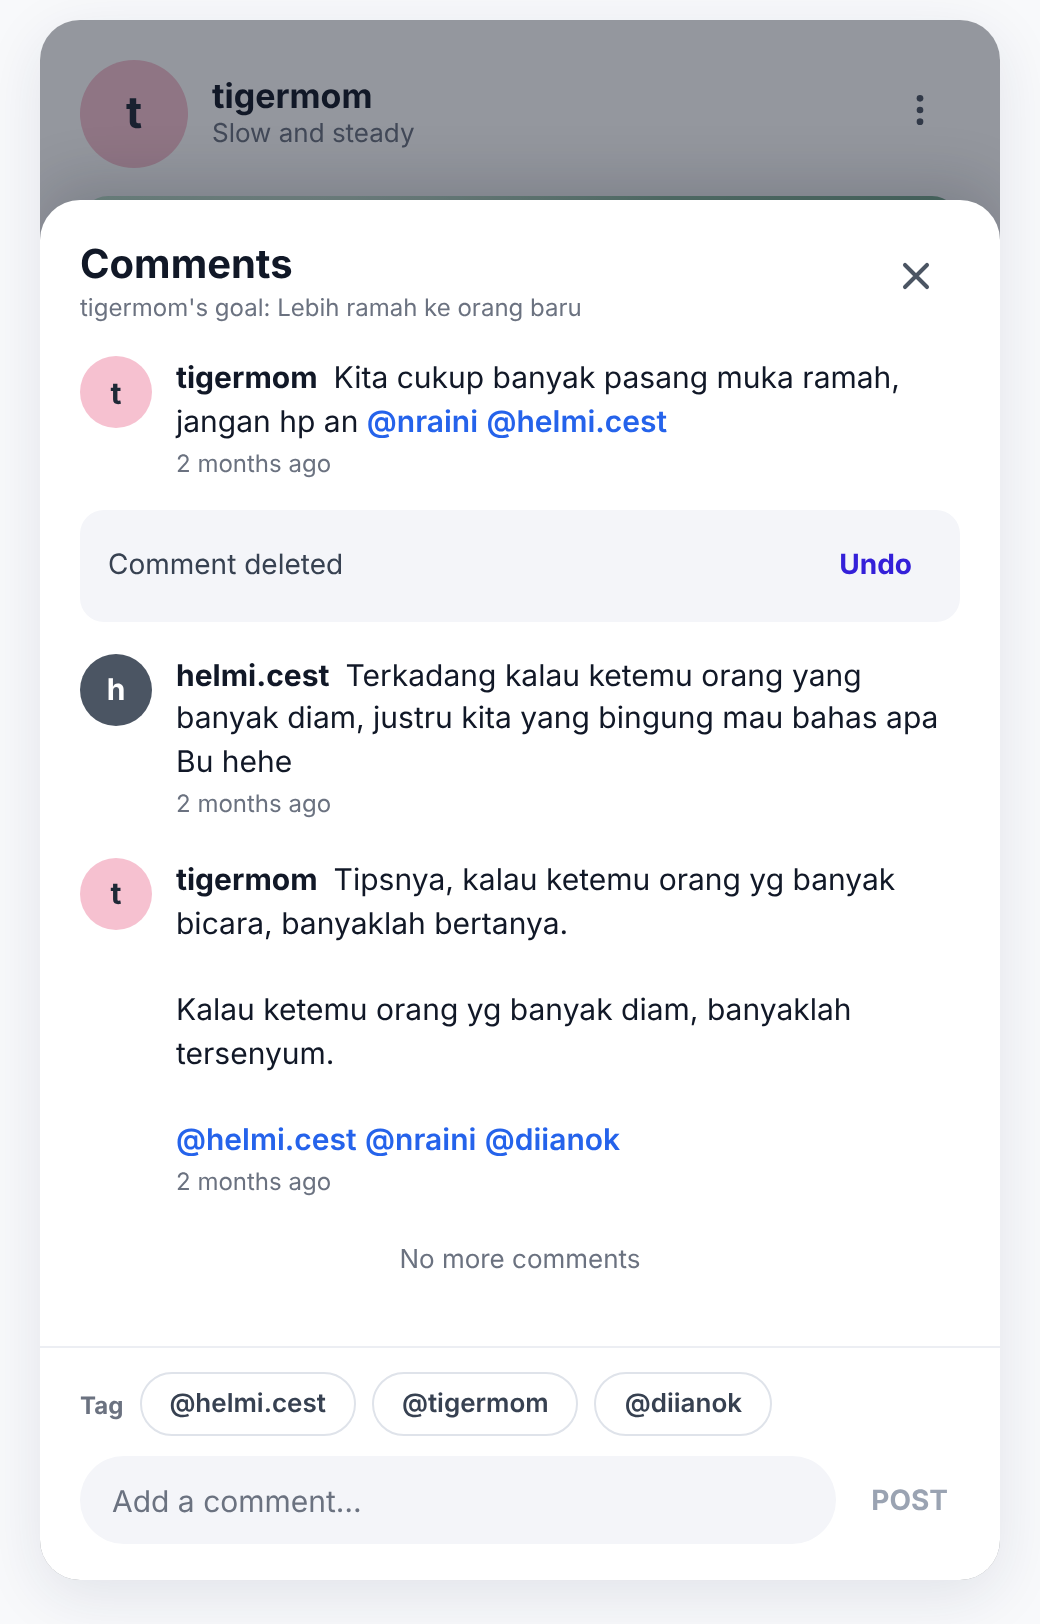 t
tigermom
Slow and steady
Comments
tigermom's goal: Lebih ramah ke orang baru
t
tigermom Kita cukup banyak pasang muka ramah,
jangan hp an @nraini @helmi.cest
2 months ago
Comment deleted
Undo
h
helmi.cest Terkadang kalau ketemu orang yang
banyak diam, justru kita yang bingung mau bahas apa
Bu hehe
2 months ago
t
tigermom Tipsnya, kalau ketemu orang yg banyak
bicara, banyaklah bertanya.
Kalau ketemu orang yg banyak diam, banyaklah
tersenyum.
@helmi.cest @nraini @diianok
2 months ago
No more comments
Tag @helmi.cest @tigermom @diianok
Add a comment...
POST